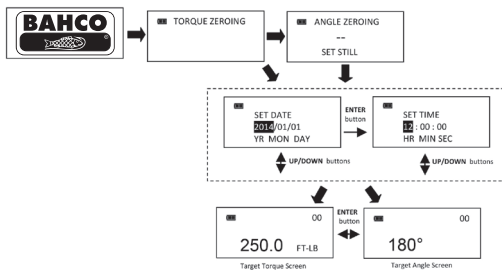 BAHCO
TORQUE ZEROING
ANGLE ZEROING
--
SET STILL
SET DATE
2014/01/01
YR MON DAY
ENTER
button
SET TIME
12 : 00 : 00
HR MIN SEC
UP/DOWN buttons
UP/DOWN buttons
00
250.0 FT-LB
Target Torque Screen
ENTER
button
00
180°
Target Angle Screen